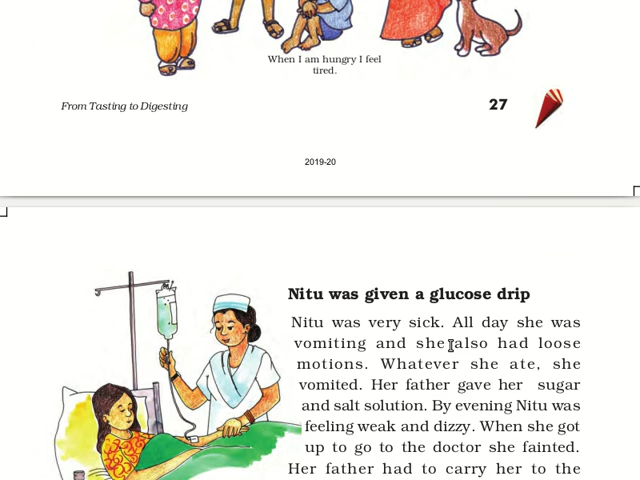 When I am hungry I feel
tired.
From Tasting to Digesting
27
2019-20
Nitu was given a glucose drip
Nitu was very sick. All day she was
vomiting and she also had loose
motions. Whatever she ate, she
vomited. Her father gave her sugar
and salt solution. By evening Nitu was
feeling weak and dizzy. When she got
up to go to the doctor she fainted.
Her father had to carry her to the